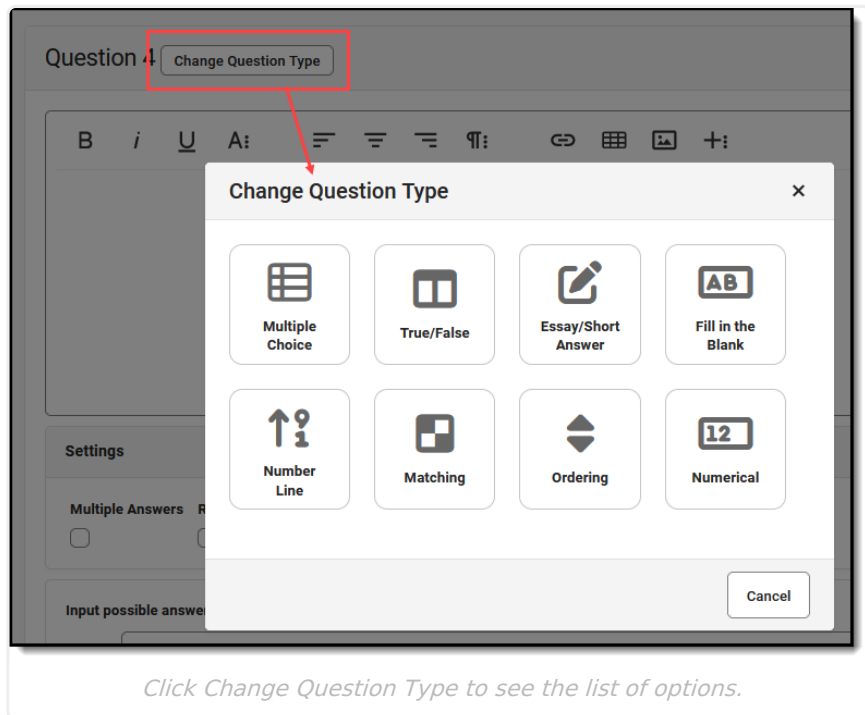 Question 4 Change Question Type
B i U A
Change Question Type
Multiple
Choice
True/False
Essay/Short
Answer
AB
Fill in the
Blank
9
1
Number
Line
Matching
Ordering
12
Numerical
Settings
Multiple Answers R
Input possible answe
Cancel
Click Change Question Type to see the list of options.